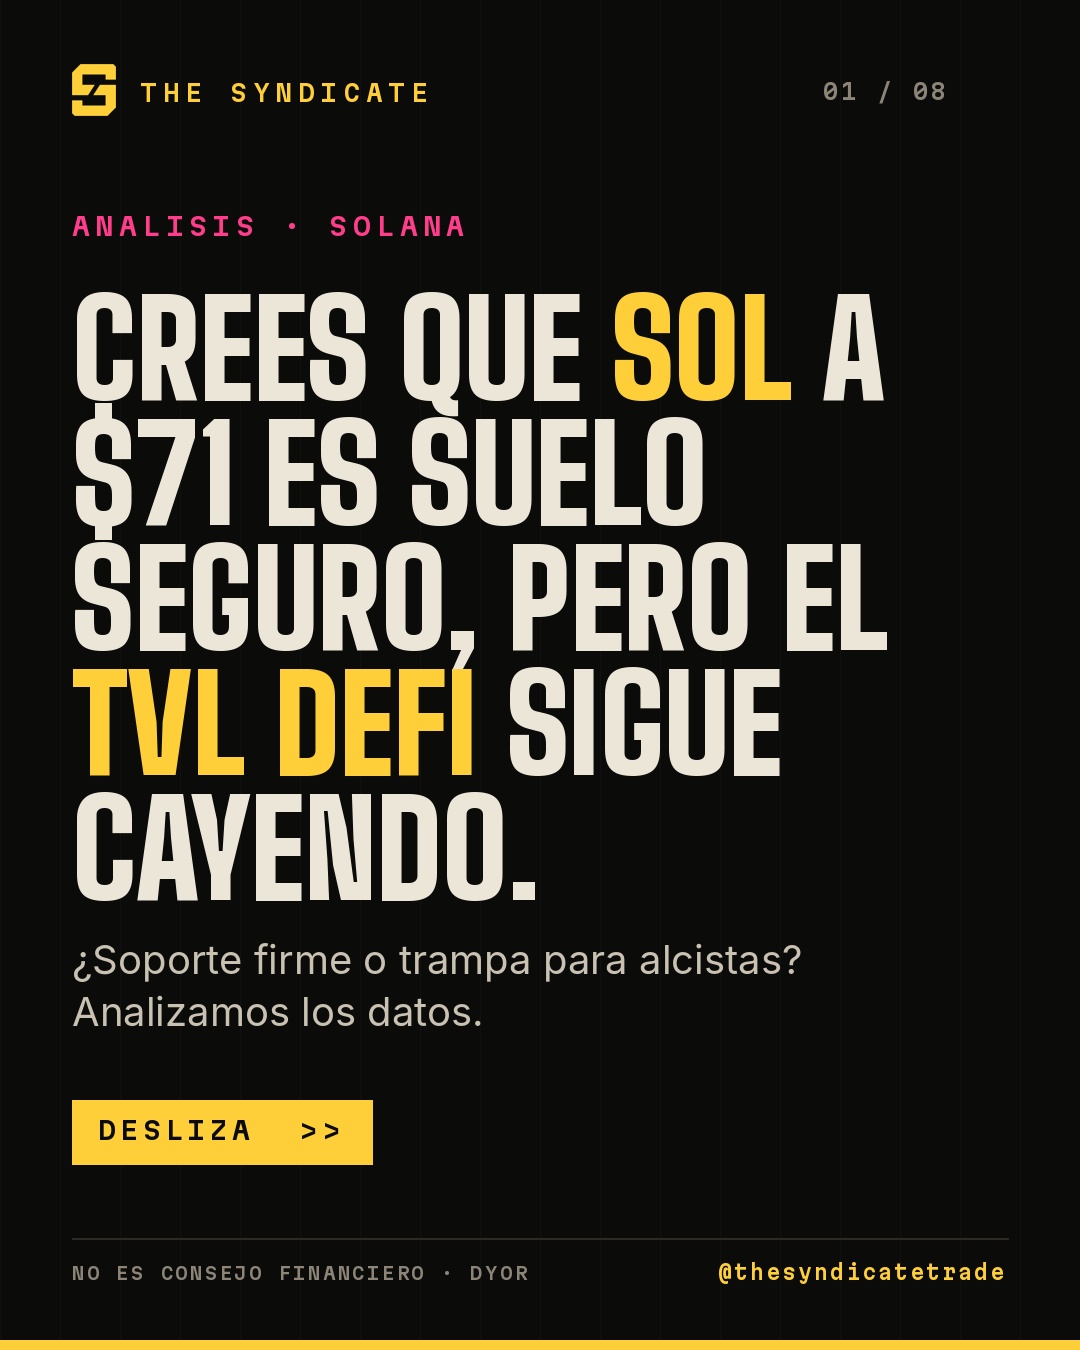 THE SYNDICATE
01 / 08
ANALISIS · SOLANA
CREES QUE SOL A
$71 ES SUELO
SEGURO, PERO EL
TVL DEFI SIGUE
CAYENDO.
¿Soporte firme o trampa para alcistas?
Analizamos los datos.
DESLIZA >>
NO ES CONSEJO FINANCIERO · DYOR
@thesyndicatetrade